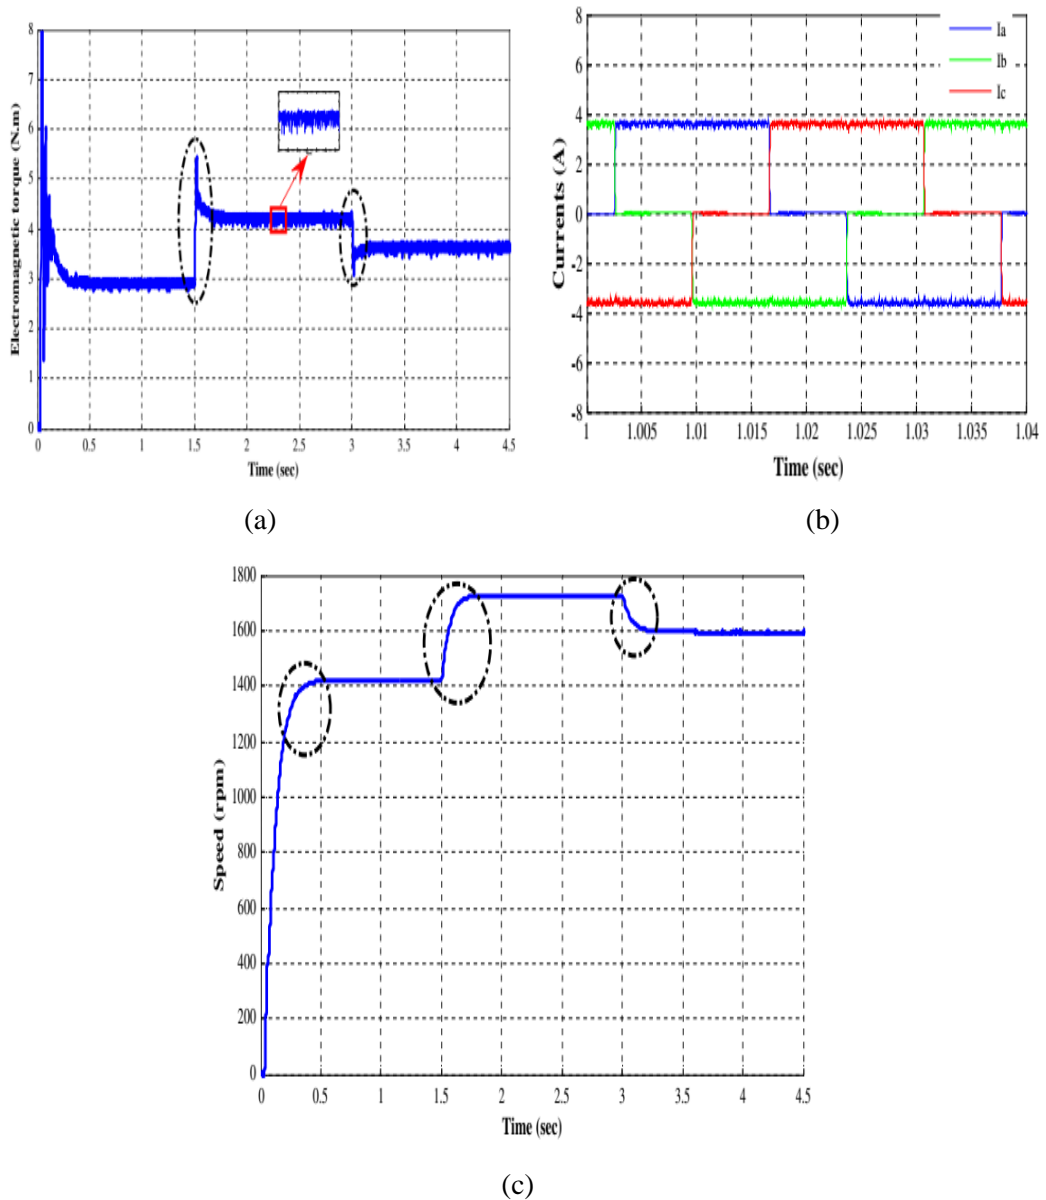 8
7
6
5
4
3
2
1
0
Electromagnetic torque (N.m)
0 0.5 1 1.5 2 2.5 3 3.5 4 4.5
Time (sec)
(a)
8
6
4
2
0
-2
-4
-6
-8
Currents (A)
Ia
Ib
Ic
1 1.005 1.01 1.015 1.02 1.025 1.03 1.035 1.04
Time (sec)
(b)
1800
1600
1400
1200
1000
800
600
400
200
0
Speed (rpm)
0 0.5 1 1.5 2 2.5 3 3.5 4 4.5
Time (sec)
(c)